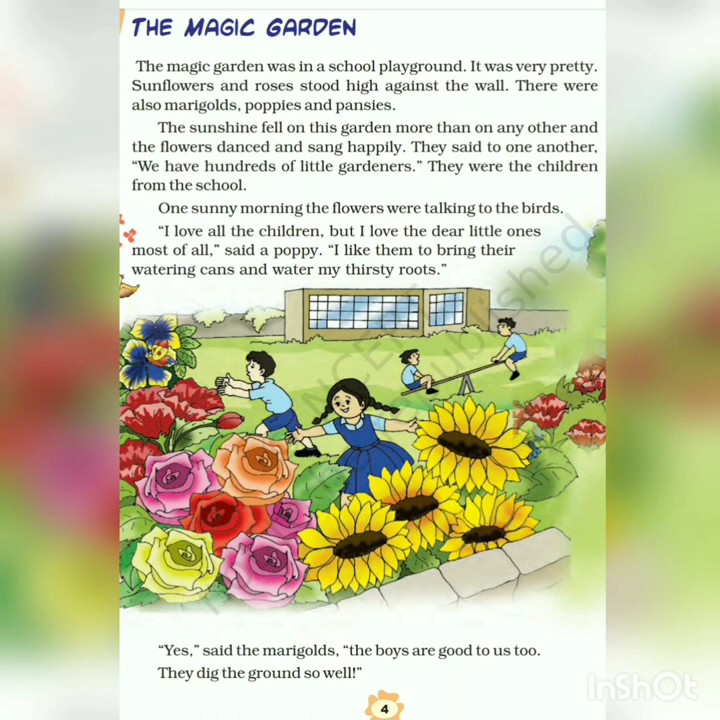 THE MAGIC GARDEN
The magic garden was in a school playground. It was very pretty.
Sunflowers and roses stood high against the wall. There were
also marigolds, poppies and pansies.
The sunshine fell on this garden more than on any other and
the flowers danced and sang happily. They said to one another,
“We have hundreds of little gardeners.” They were the children
from the school.
One sunny morning the flowers were talking to the birds.
“I love all the children, but I love the dear little ones
most of all,” said a poppy. “I like them to bring their
watering cans and water my thirsty roots.”
“Yes,” said the marigolds, “the boys are good to us too.
They dig the ground so well!”
4
InShOt